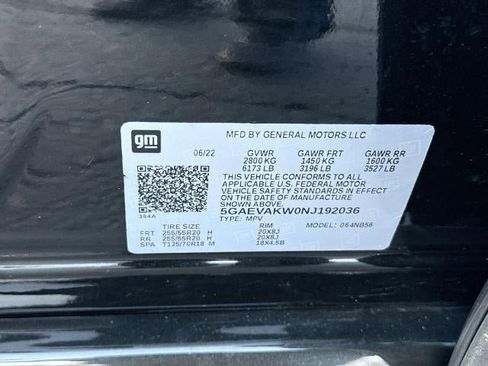 gm
MFD BY GENERAL MOTORS LLC
06/22 GVWR GAWR FRT GAWR RR
2800 KG 1450 KG 1600 KG
6173 LB 3196 LB 3527 LB
THIS VEHICLE CONFORMS TO ALL APPLICABLE
U.S. FEDERAL MOTOR
VEHICLE SAFETY STANDARDS IN EFFECT
ON THE DATE OF MANUFACTURE SHOWN ABOVE.
5GAEVAKW0NJ192036
384A TYPE: MPV
TIRE SIZE RIM MODEL: 064NB56
FRT 255/55R20 H 20X8J
RR 255/55R20 H 20X8J
SPA T135/70R18 M 18X4.5B